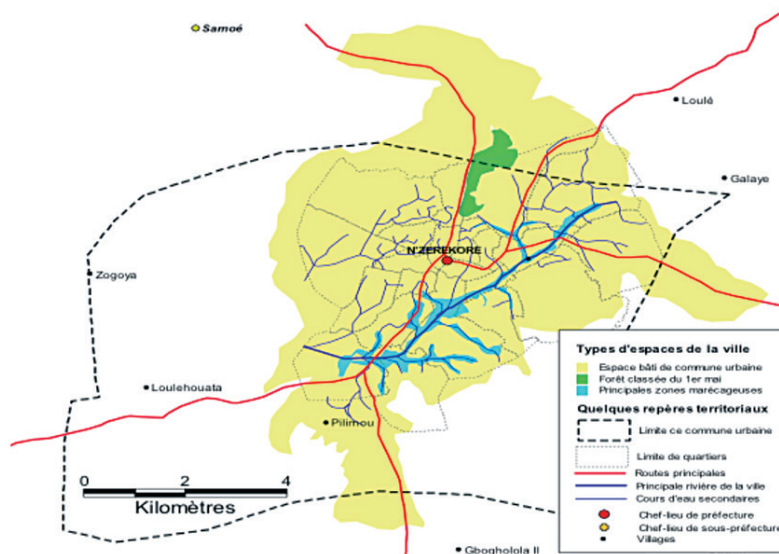 Samoé
Loulé
Galaye
N'ZEREKORE
Zogoya
Loulehouata
Pilimou
0 2 4
Kilomètres
Gbogholola II
Types d'espaces de la ville
Espace bâti de commune urbaine
Forêt classée du 1er mai
Principales zones marécageuses
Quelques repères territoriaux
Limite ce commune urbaine
Limite de quartiers
Routes principales
Principale rivière de la ville
Cours d'eau secondaires
Chef-lieu de préfecture
Chef-lieu de sous-préfecture
Villages